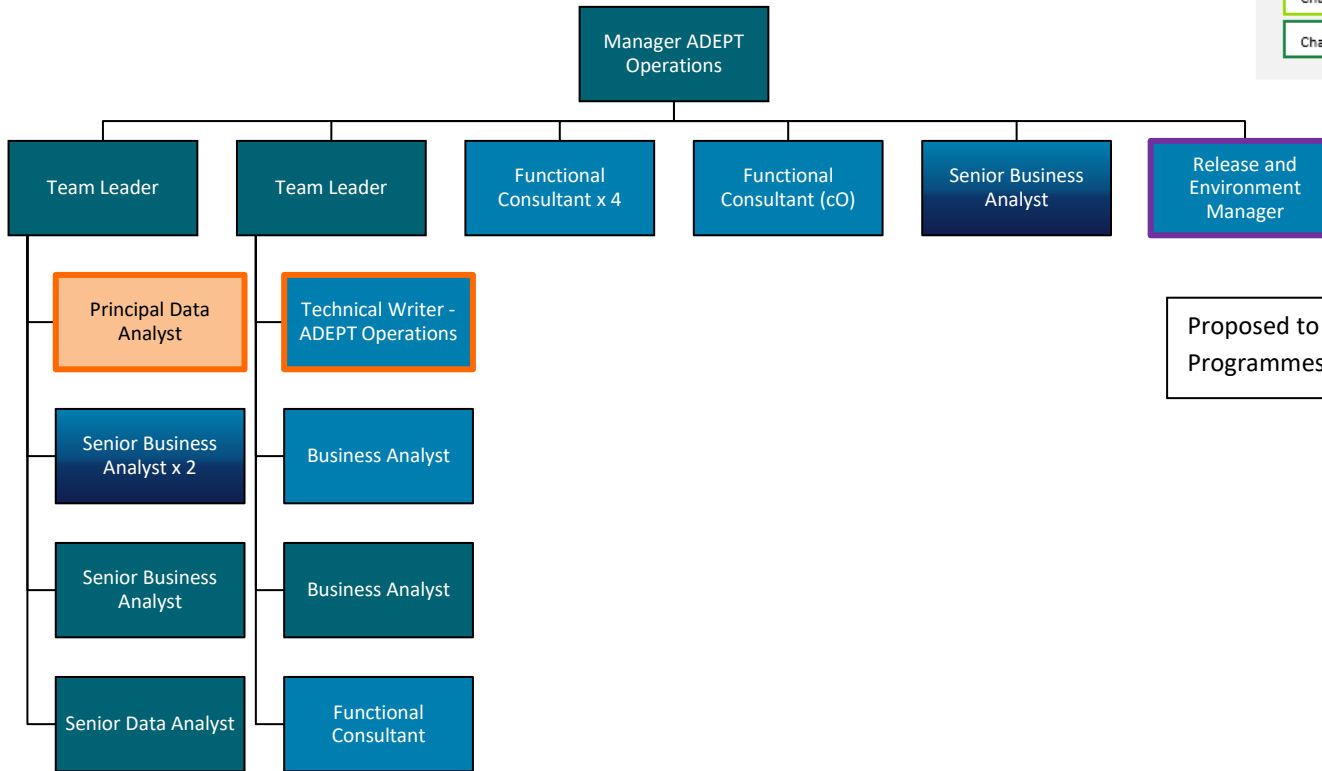 Manager ADEPT
Operations
Team Leader
Team Leader
Functional
Consultant x 4
Functional
Consultant (cO)
Senior Business
Analyst
Release and
Environment
Manager
Principal Data
Analyst
Technical Writer -
ADEPT Operations
Proposed to
Programmes
Senior Business
Analyst x 2
Business Analyst
Senior Business
Analyst
Business Analyst
Senior Data Analyst
Functional
Consultant